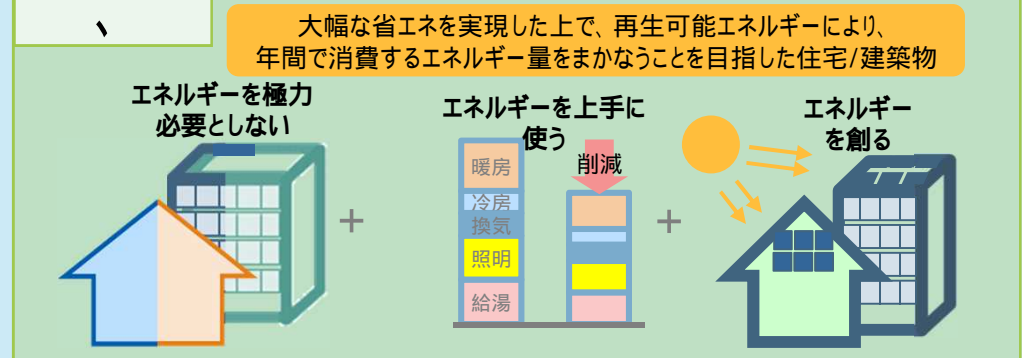 、
大幅な省エネを実現した上で、再生可能エネルギーにより、
年間で消費するエネルギー量をまかなうことを目指した住宅/建築物
エネルギーを極力
必要としない
エネルギーを上手に
使う
エネルギー
を創る
暖房
削減
冷房
換気
照明
給湯
+
+